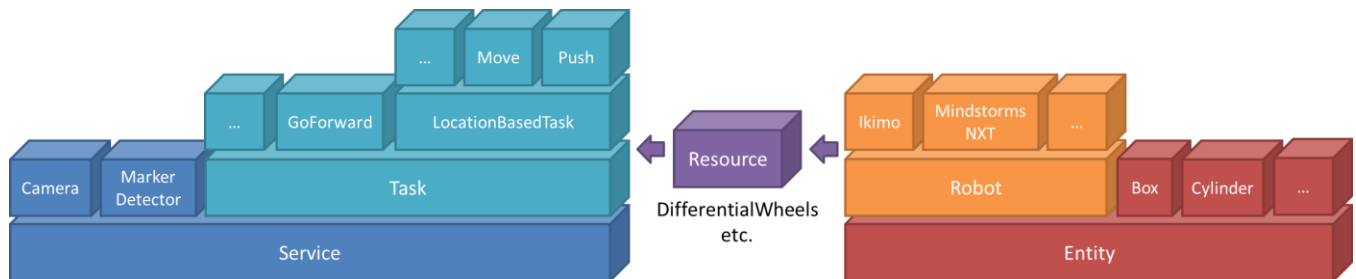 ... Move Push
... GoForward LocationBasedTask
Camera Marker
Detector
Task
Service
Resource
DifferentialWheels
etc.
Ikimo Mindstorms
NXT
...
Robot
Box Cylinder ...
Entity